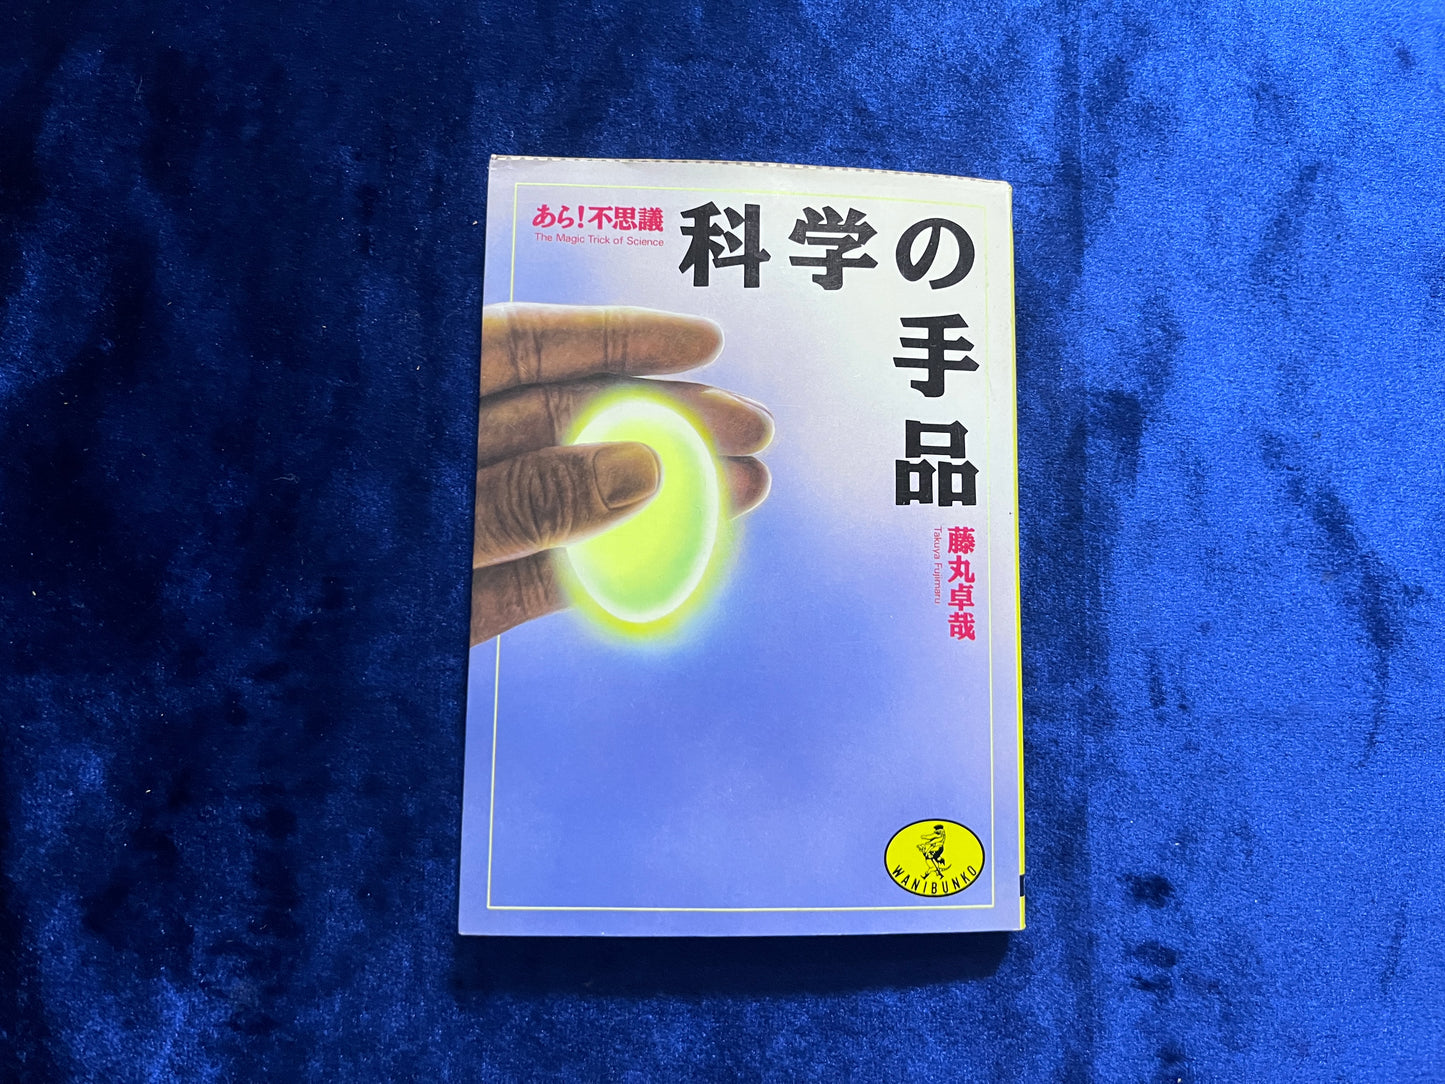 あら!不思議
The Magic Trick of Science
科学の手品
藤丸卓哉
Takuya Fujimaru
WANIBUNKO